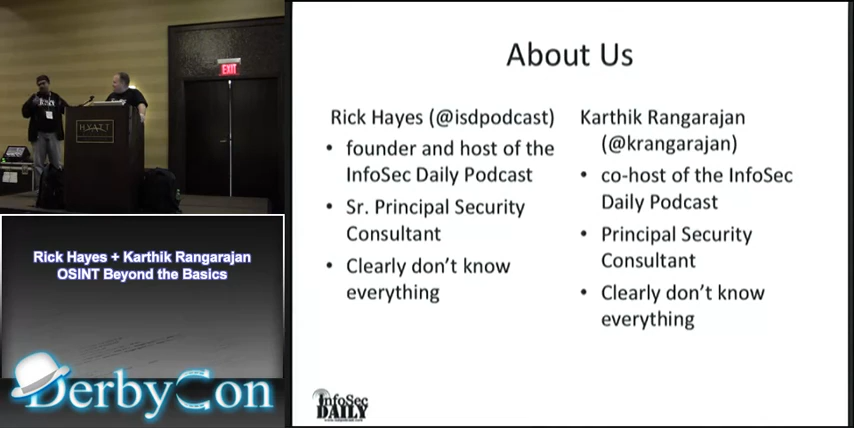 EXIT
HYATT
Rick Hayes + Karthik Rangarajan
OSINT Beyond the Basics
DerbyCon
About Us
Rick Hayes (@isdpodcast)
• founder and host of the
InfoSec Daily Podcast
• Sr. Principal Security
Consultant
• Clearly don't know
everything
Karthik Rangarajan
(@krangarajan)
• co-host of the InfoSec
Daily Podcast
• Principal Security
Consultant
• Clearly don't know
everything
InfoSec
DAILY